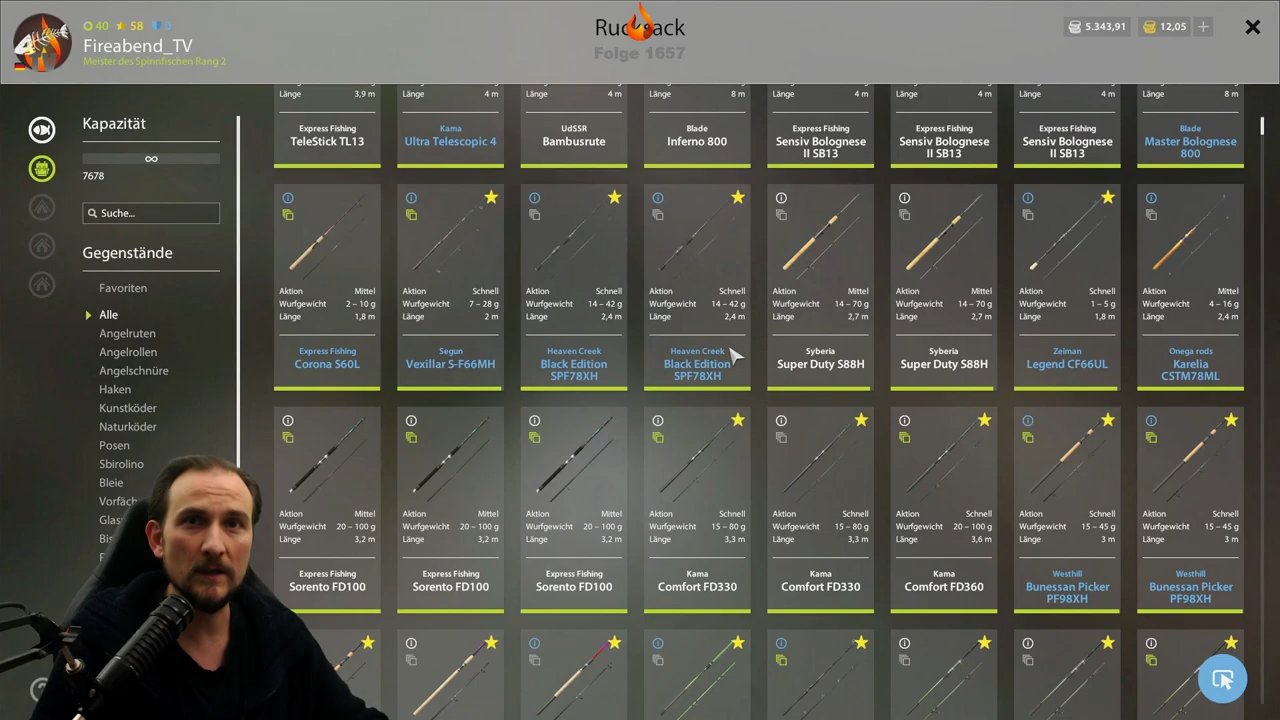 40 58 0
Fireabend_TV
Meister des Spinnfischen Rang 2
Rucksack
Folge 1657
5.343,91 12,05 +
Kapazität
∞
7678
Suche...
Gegenstände
Favoriten
Alle
Angelruten
Angelrollen
Angelschnüre
Haken
Kunstköder
Naturköder
Posen
Sbirolino
Bleie
Länge 3,9 m
Express Fishing
TeleStick TL13
Länge 4 m
Kama
Ultra Telescopic 4
Länge 4 m
UdSSR
Bambusrute
Länge 8 m
Blade
Inferno 800
Länge 4 m
Express Fishing
Sensiv Bolognese
II SB13
Länge 4 m
Express Fishing
Sensiv Bolognese
II SB13
Länge 4 m
Express Fishing
Sensiv Bolognese
II SB13
Länge 8 m
Blade
Master Bolognese
800
Aktion Mittel
Wurfgewicht 2 – 10 g
Länge 1,8 m
Express Fishing
Corona S60L
Aktion Schnell
Wurfgewicht 7 – 28 g
Länge 2 m
Segun
Vexillar S-F66MH
Aktion Schnell
Wurfgewicht 14 – 42 g
Länge 2,4 m
Heaven Creek
Black Edition
SPF78XH
Aktion Schnell
Wurfgewicht 14 – 42 g
Länge 2,4 m
Heaven Creek
Black Edition
SPF78XH
Aktion Mittel
Wurfgewicht 14 – 70 g
Länge 2,7 m
Syberia
Super Duty S88H
Aktion Mittel
Wurfgewicht 14 – 70 g
Länge 2,7 m
Syberia
Super Duty S88H
Aktion Schnell
Wurfgewicht 1 – 5 g
Länge 1,8 m
Zeiman
Legend CF66UL
Aktion Mittel
Wurfgewicht 4 – 16 g
Länge 2,4 m
Onega rods
Karelia
CSTM78ML
Aktion Mittel
Wurfgewicht 20 – 100 g
Länge 3,2 m
Express Fishing
Sorento FD100
Aktion Mittel
Wurfgewicht 20 – 100 g
Länge 3,2 m
Express Fishing
Sorento FD100
Aktion Mittel
Wurfgewicht 20 – 100 g
Länge 3,2 m
Express Fishing
Sorento FD100
Aktion Schnell
Wurfgewicht 15 – 80 g
Länge 3,3 m
Kama
Comfort FD330
Aktion Schnell
Wurfgewicht 15 – 80 g
Länge 3,3 m
Kama
Comfort FD330
Aktion Schnell
Wurfgewicht 20 – 100 g
Länge 3,6 m
Kama
Comfort FD360
Aktion Schnell
Wurfgewicht 15 – 45 g
Länge 3 m
Westhill
Bunessan Picker
PF98XH
Aktion Schnell
Wurfgewicht 15 – 45 g
Länge 3 m
Westhill
Bunessan Picker
PF98XH